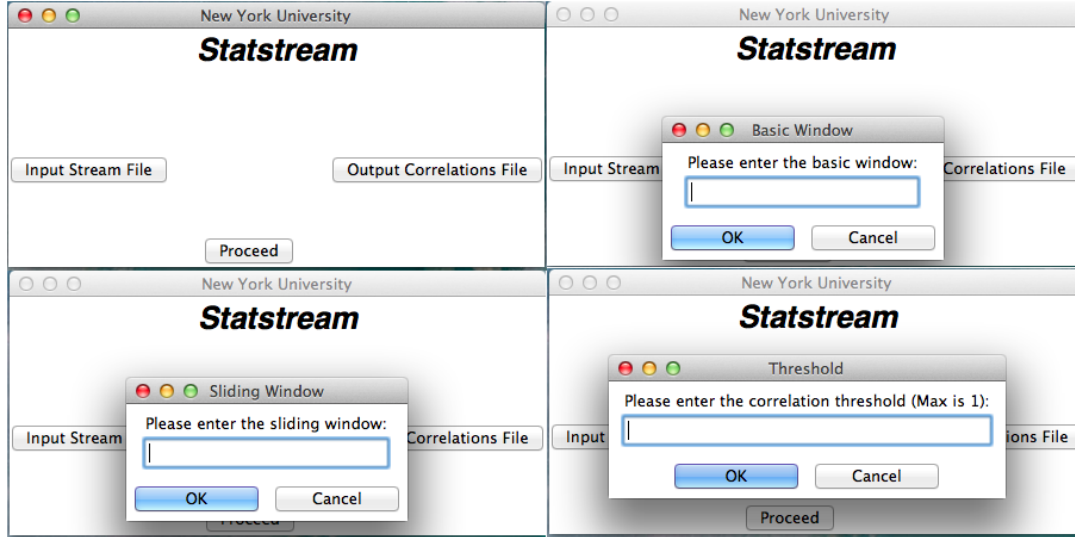 New York University
Statstream
Input Stream File
Output Correlations File
Proceed
New York University
Statstream
Input Stream
Correlations File
Basic Window
Please enter the basic window:
OK
Cancel
New York University
Statstream
Input Stream
Correlations File
Sliding Window
Please enter the sliding window:
OK
Cancel
Proceed
New York University
Statstream
Input
ions File
Threshold
Please enter the correlation threshold (Max is 1):
OK
Cancel
Proceed